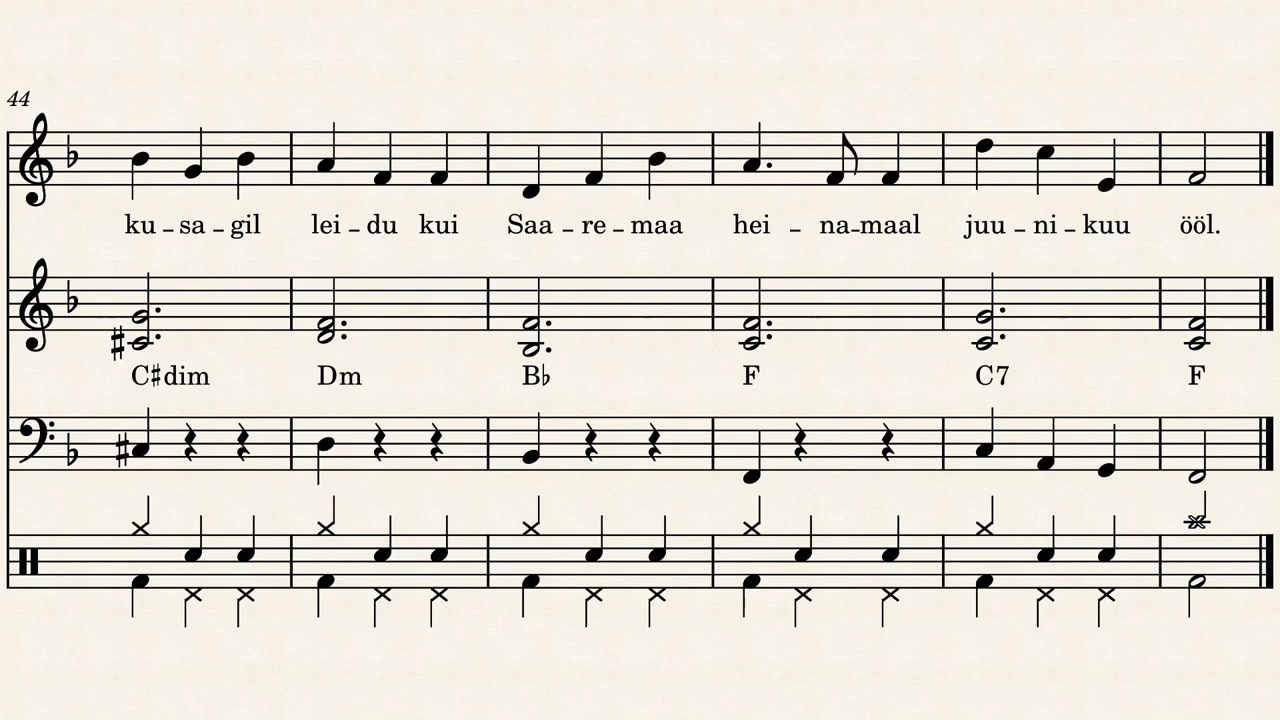 44
ku - sa - gil lei - du kui Saa - re - maa hei - na - maal juu - ni - kuu ööl.
C♯dim Dm B♭ F C7 F